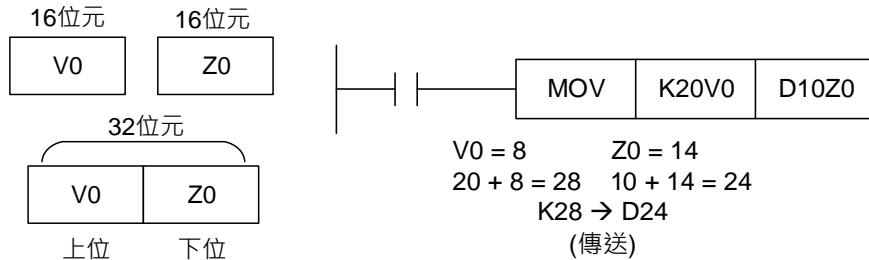 16位元 16位元
V0 Z0
32位元
V0 Z0
上位 下位
MOV K20V0 D10Z0
V0 = 8 Z0 = 14
20 + 8 = 28 10 + 14 = 24
K28 → D24
(傳送)